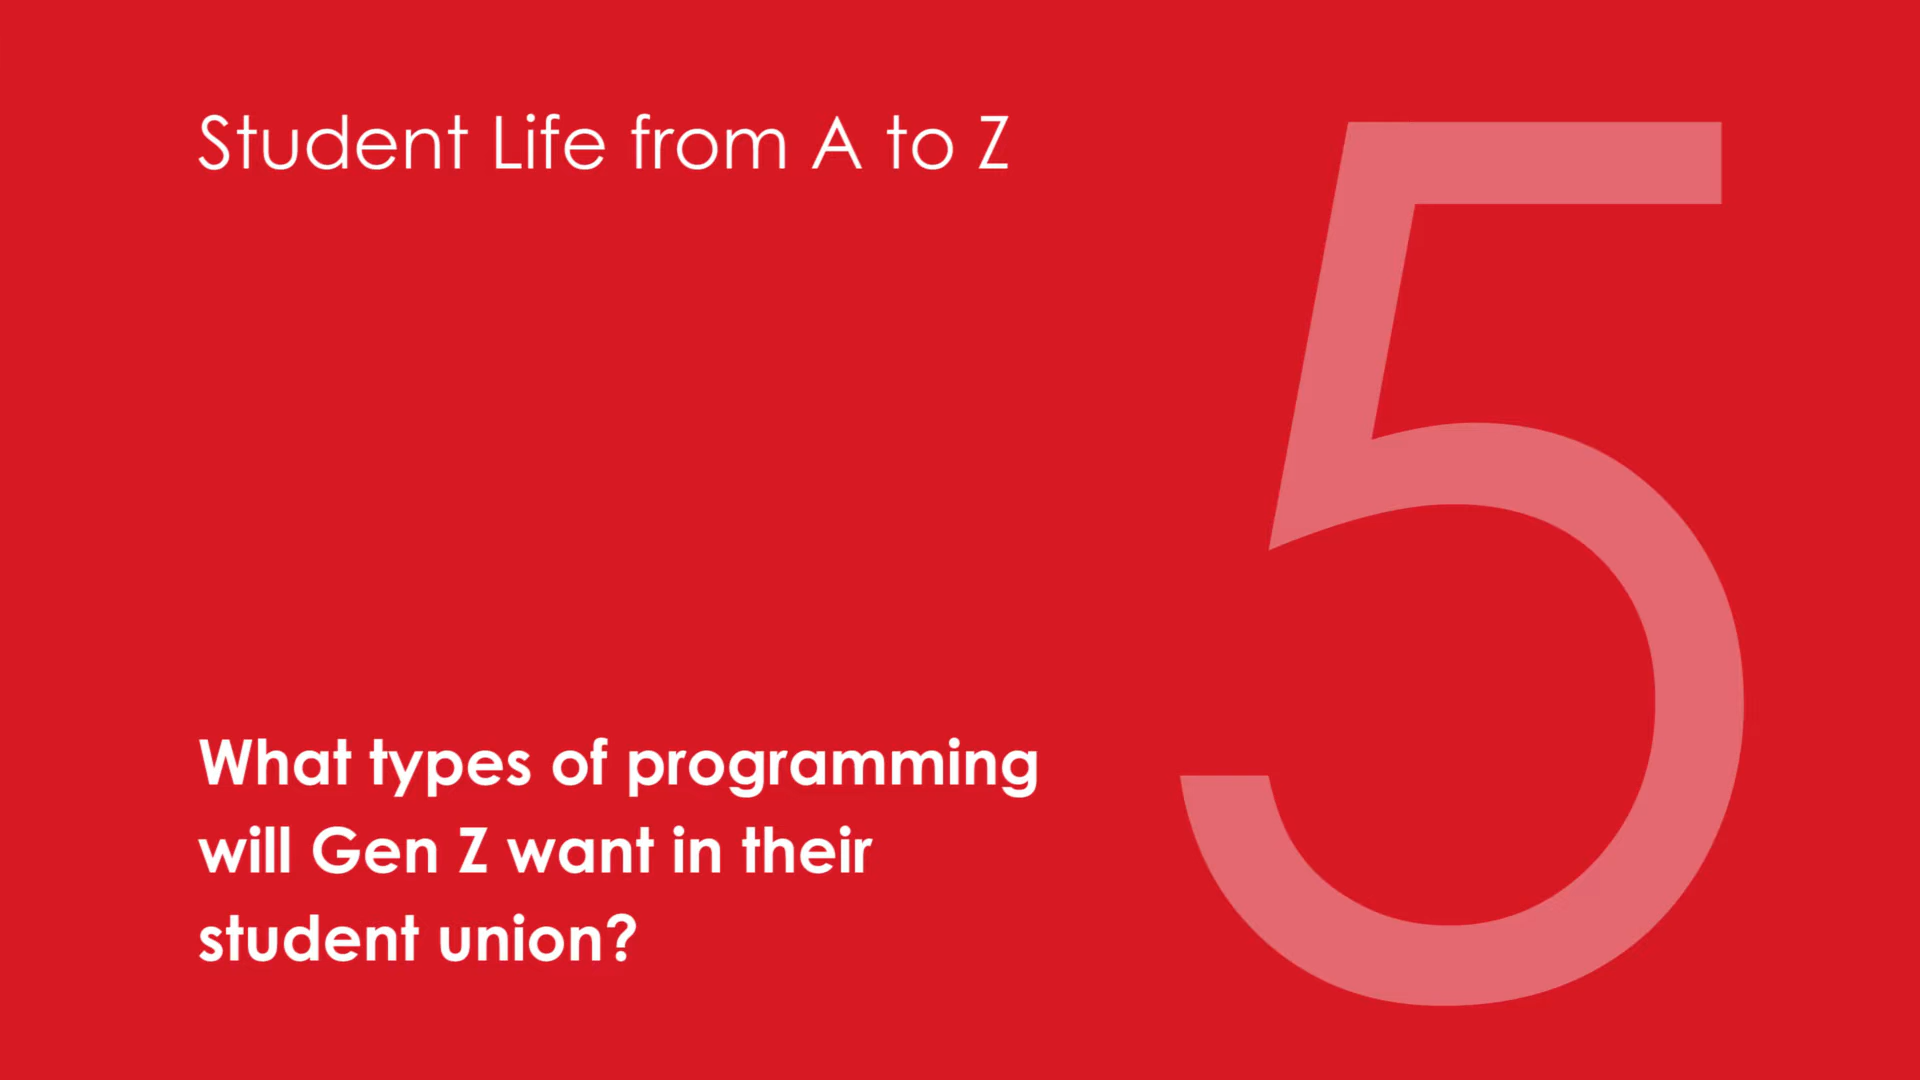 Student Life from A to Z
5
What types of programming
will Gen Z want in their
student union?